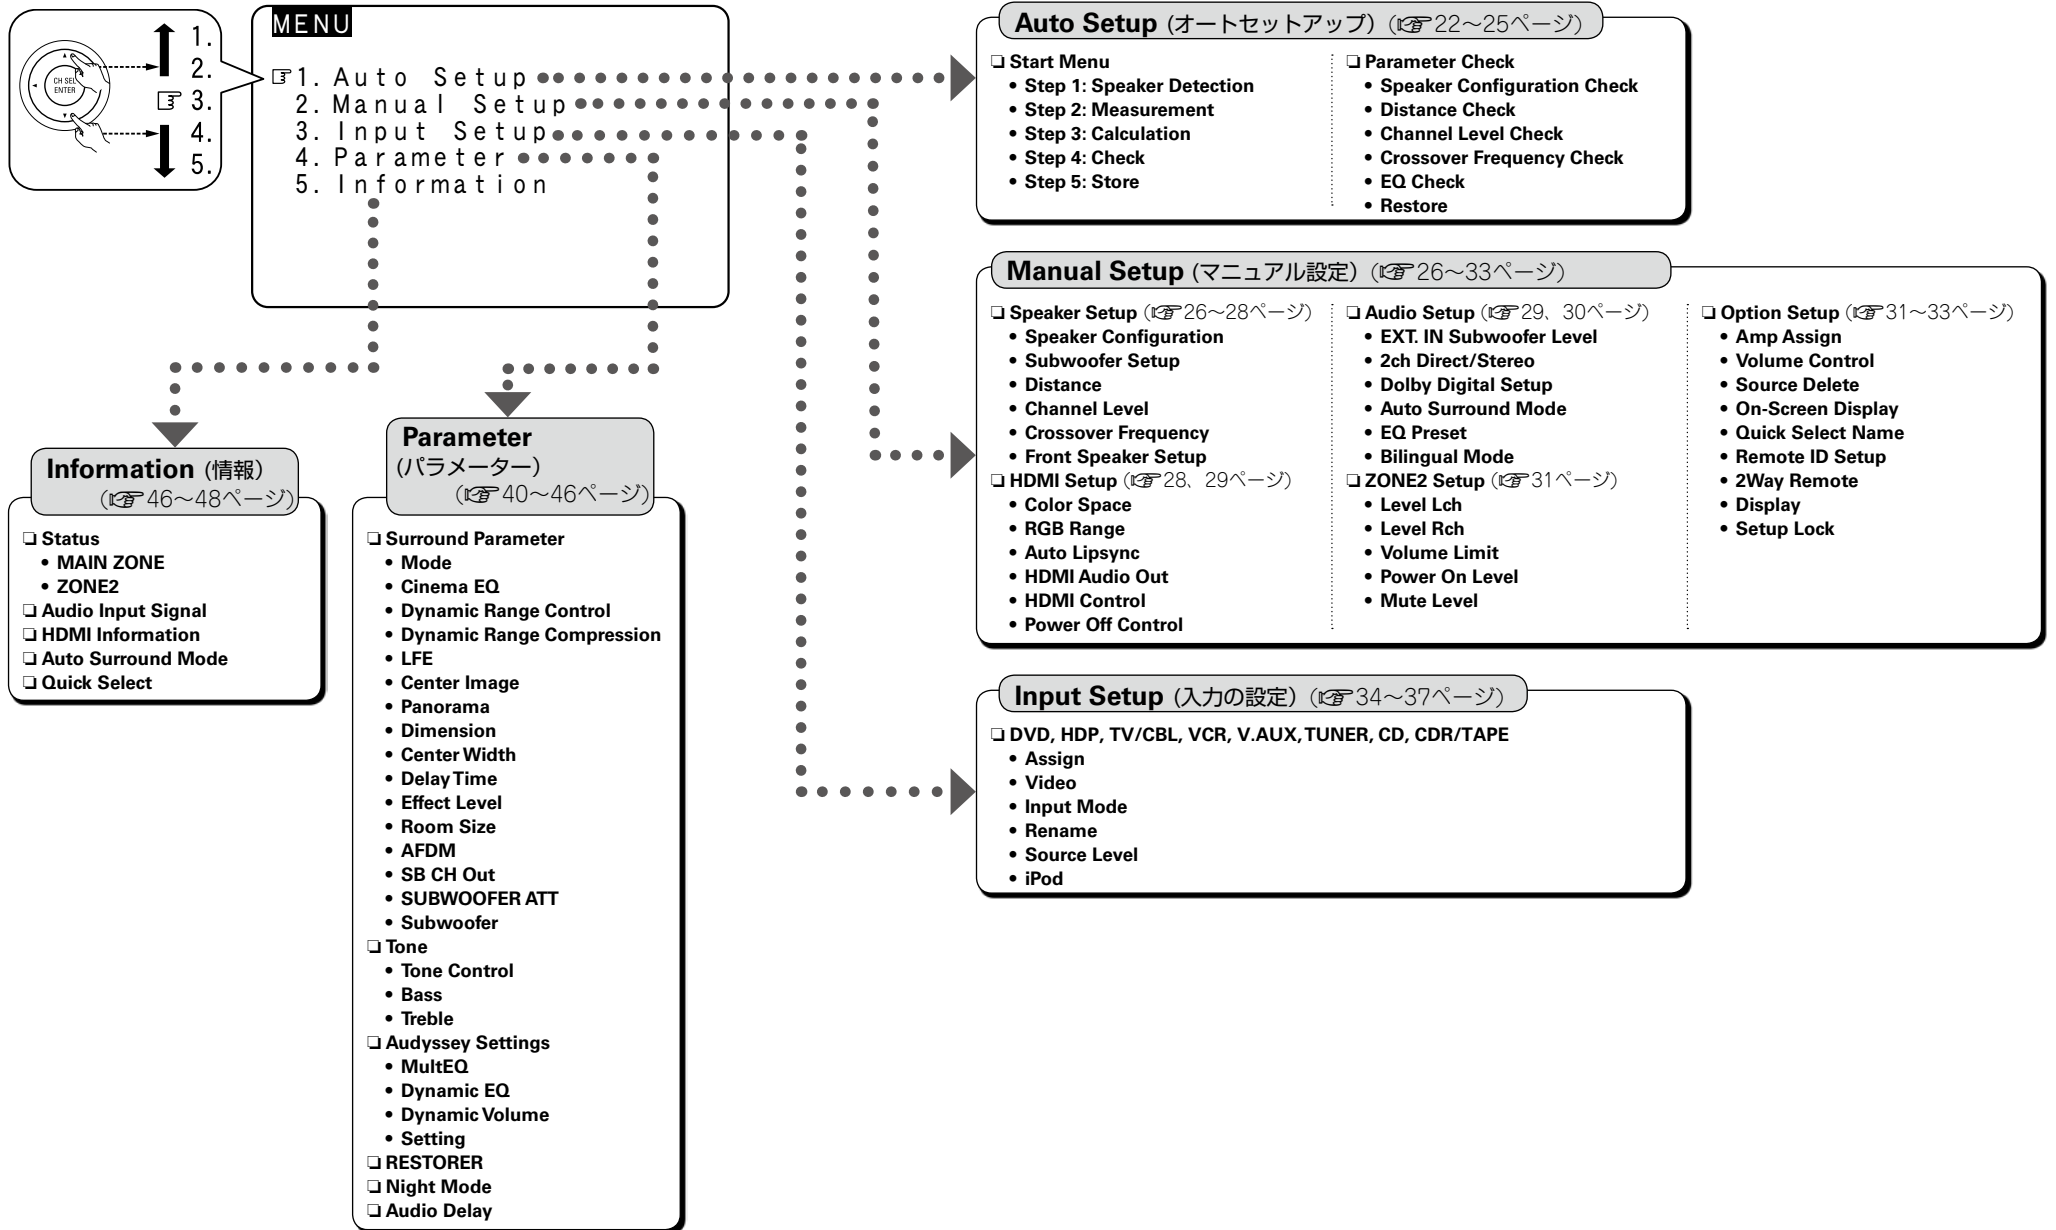 1.
2.
☞ 3.
4.
5.
CH SEL
ENTER
MENU
☞1. Auto Setup
2. Manual Setup
3. Input Setup
4. Parameter
5. Information
Auto Setup (オートセットアップ) (☞22~25ページ)
❏ Start Menu
• Step 1: Speaker Detection
• Step 2: Measurement
• Step 3: Calculation
• Step 4: Check
• Step 5: Store
❏ Parameter Check
• Speaker Configuration Check
• Distance Check
• Channel Level Check
• Crossover Frequency Check
• EQ Check
• Restore
Manual Setup (マニュアル設定) (☞26~33ページ)
❏ Speaker Setup (☞26~28ページ)
• Speaker Configuration
• Subwoofer Setup
• Distance
• Channel Level
• Crossover Frequency
• Front Speaker Setup
❏ HDMI Setup (☞28、29ページ)
• Color Space
• RGB Range
• Auto Lipsync
• HDMI Audio Out
• HDMI Control
• Power Off Control
❏ Audio Setup (☞29、30ページ)
• EXT. IN Subwoofer Level
• 2ch Direct/Stereo
• Dolby Digital Setup
• Auto Surround Mode
• EQ Preset
• Bilingual Mode
❏ ZONE2 Setup (☞31ページ)
• Level Lch
• Level Rch
• Volume Limit
• Power On Level
• Mute Level
❏ Option Setup (☞31~33ページ)
• Amp Assign
• Volume Control
• Source Delete
• On-Screen Display
• Quick Select Name
• Remote ID Setup
• 2Way Remote
• Display
• Setup Lock
Input Setup (入力の設定) (☞34~37ページ)
❏ DVD, HDP, TV/CBL, VCR, V.AUX, TUNER, CD, CDR/TAPE
• Assign
• Video
• Input Mode
• Rename
• Source Level
• iPod
Information (情報)
(☞46~48ページ)
❏ Status
• MAIN ZONE
• ZONE2
❏ Audio Input Signal
❏ HDMI Information
❏ Auto Surround Mode
❏ Quick Select
Parameter
(パラメーター)
(☞40~46ページ)
❏ Surround Parameter
• Mode
• Cinema EQ
• Dynamic Range Control
• Dynamic Range Compression
• LFE
• Center Image
• Panorama
• Dimension
• Center Width
• Delay Time
• Effect Level
• Room Size
• AFDM
• SB CH Out
• SUBWOOFER ATT
• Subwoofer
❏ Tone
• Tone Control
• Bass
• Treble
❏ Audyssey Settings
• MultEQ
• Dynamic EQ
• Dynamic Volume
• Setting
❏ RESTORER
❏ Night Mode
❏ Audio Delay